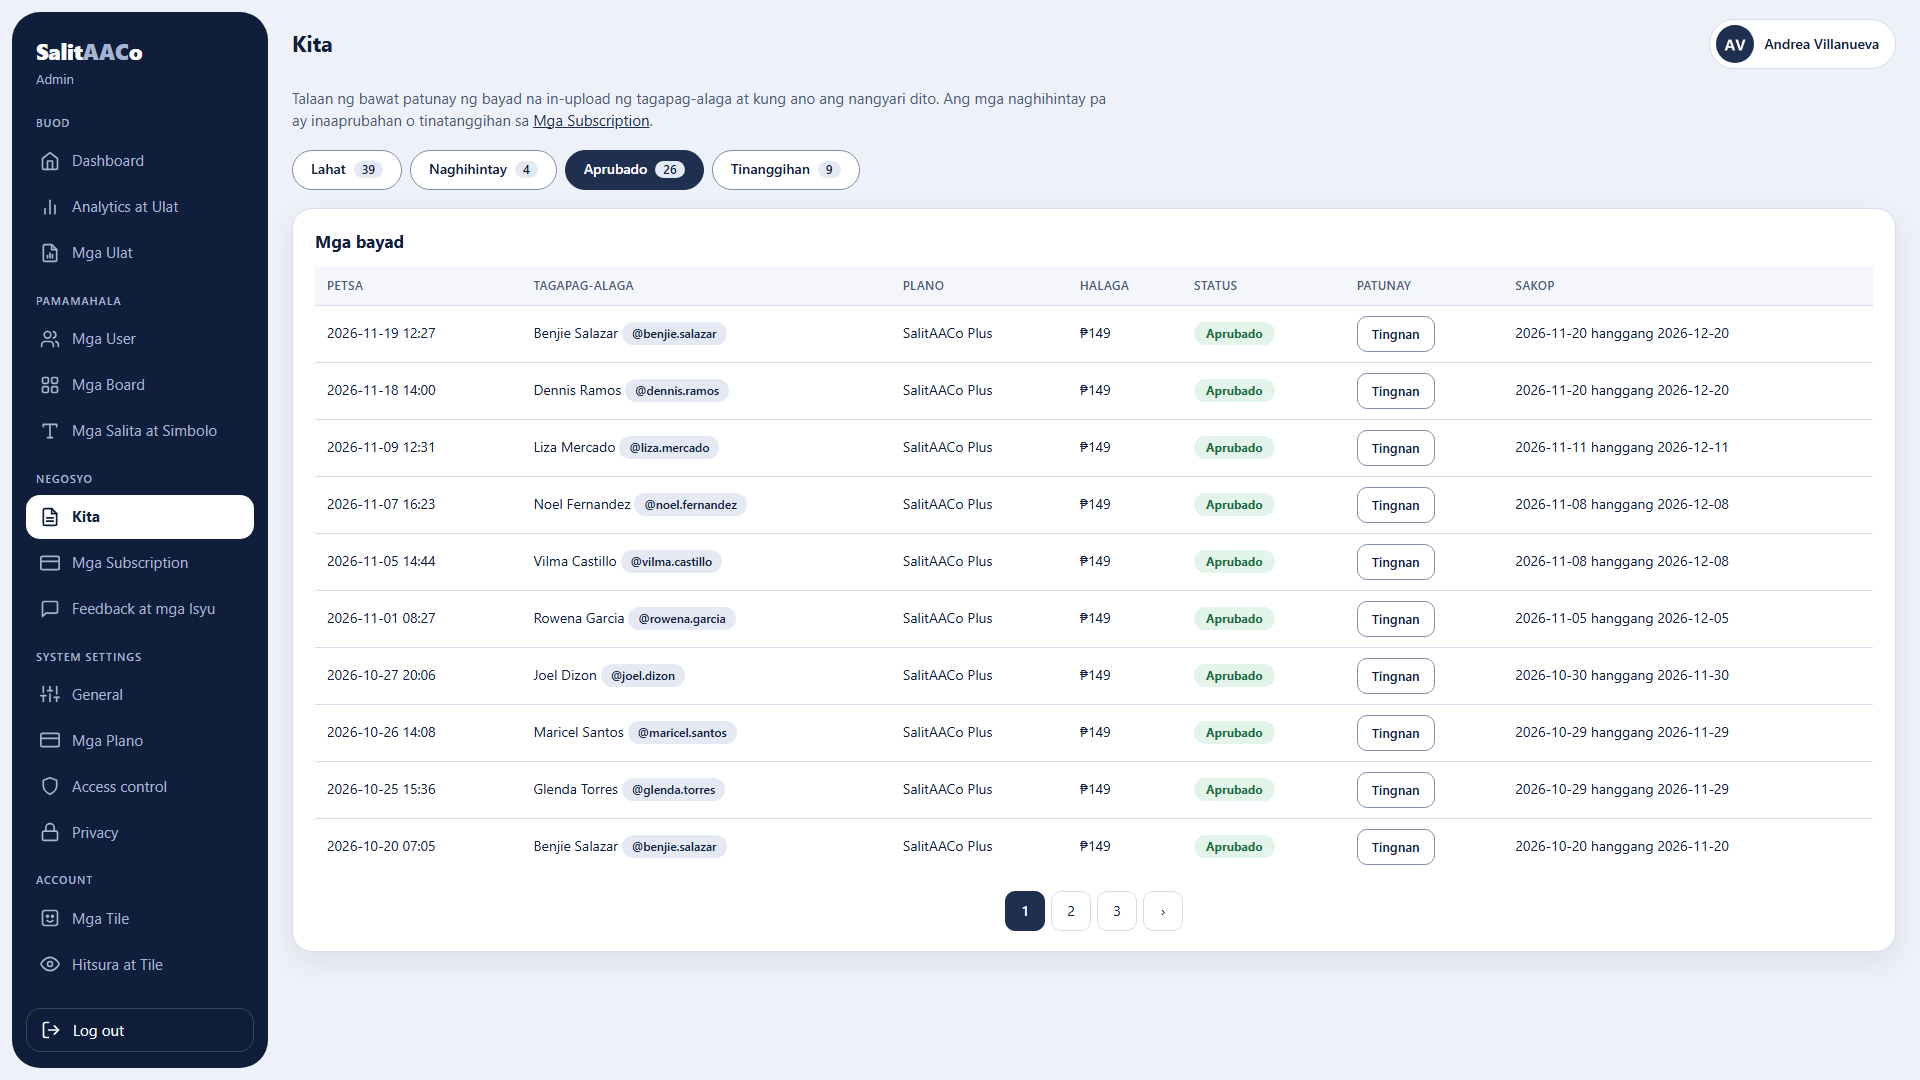 SalitAACo
Admin
BUOD
Dashboard
Analytics at Ulat
Mga Ulat
PAMAMAHALA
Mga User
Mga Board
Mga Salita at Simbolo
NEGOSYO
Kita
Mga Subscription
Feedback at mga Isyu
SYSTEM SETTINGS
General
Mga Plano
Access control
Privacy
ACCOUNT
Mga Tile
Hitsura at Tile
Log out
Kita
AV Andrea Villanueva
Talaan ng bawat patunay ng bayad na in-upload ng tagapag-alaga at kung ano ang nangyari dito. Ang mga naghihintay pa
ay inaaprubahan o tinatanggihan sa Mga Subscription.
Lahat 39 Naghihintay 4 Aprubado 26 Tinanggihan 9
Mga bayad
PETSA TAGAPAG-ALAGA PLANO HALAGA STATUS PATUNAY SAKOP
2026-11-19 12:27 Benjie Salazar @benjie.salazar SalitAACo Plus ₱149 Aprubado Tingnan 2026-11-20 hanggang 2026-12-20
2026-11-18 14:00 Dennis Ramos @dennis.ramos SalitAACo Plus ₱149 Aprubado Tingnan 2026-11-20 hanggang 2026-12-20
2026-11-09 12:31 Liza Mercado @liza.mercado SalitAACo Plus ₱149 Aprubado Tingnan 2026-11-11 hanggang 2026-12-11
2026-11-07 16:23 Noel Fernandez @noel.fernandez SalitAACo Plus ₱149 Aprubado Tingnan 2026-11-08 hanggang 2026-12-08
2026-11-05 14:44 Vilma Castillo @vilma.castillo SalitAACo Plus ₱149 Aprubado Tingnan 2026-11-08 hanggang 2026-12-08
2026-11-01 08:27 Rowena Garcia @rowena.garcia SalitAACo Plus ₱149 Aprubado Tingnan 2026-11-05 hanggang 2026-12-05
2026-10-27 20:06 Joel Dizon @joel.dizon SalitAACo Plus ₱149 Aprubado Tingnan 2026-10-30 hanggang 2026-11-30
2026-10-26 14:08 Maricel Santos @maricel.santos SalitAACo Plus ₱149 Aprubado Tingnan 2026-10-29 hanggang 2026-11-29
2026-10-25 15:36 Glenda Torres @glenda.torres SalitAACo Plus ₱149 Aprubado Tingnan 2026-10-29 hanggang 2026-11-29
2026-10-20 07:05 Benjie Salazar @benjie.salazar SalitAACo Plus ₱149 Aprubado Tingnan 2026-10-20 hanggang 2026-11-20
1 2 3 ›